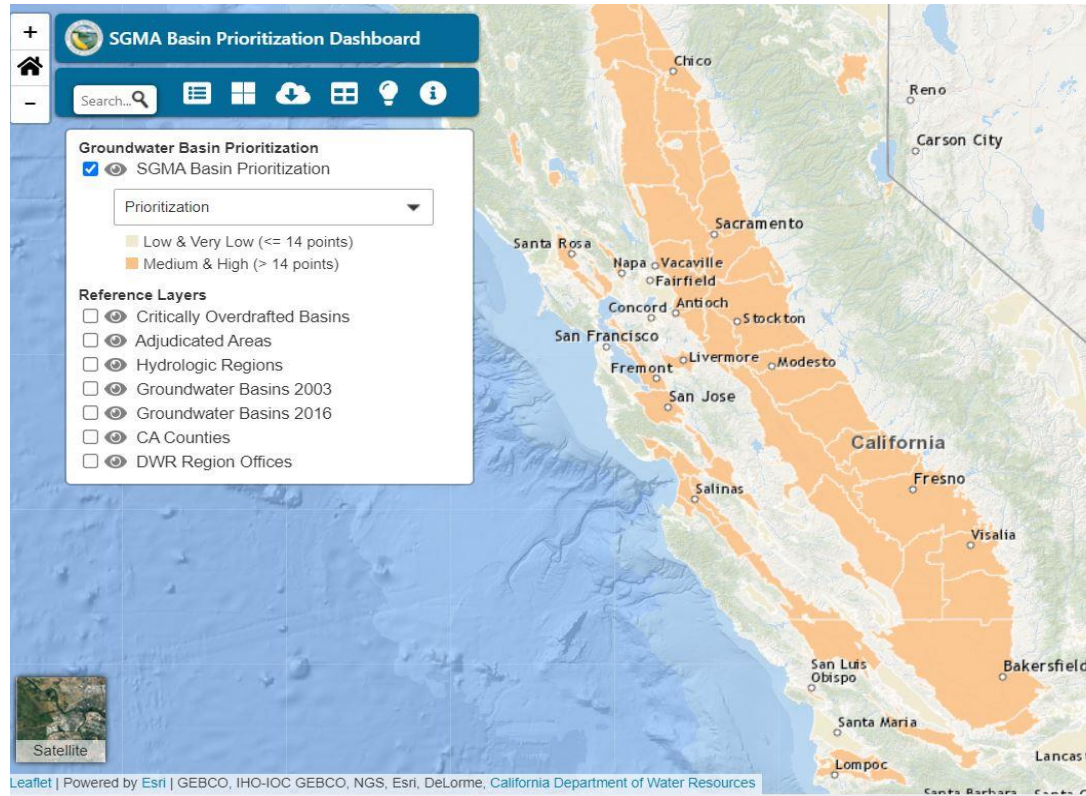 +
−
SGMA Basin Prioritization Dashboard
Search...
Groundwater Basin Prioritization
SGMA Basin Prioritization
Prioritization
Low & Very Low (<= 14 points)
Medium & High (> 14 points)
Reference Layers
Critically Overdrafted Basins
Adjudicated Areas
Hydrologic Regions
Groundwater Basins 2003
Groundwater Basins 2016
CA Counties
DWR Region Offices
Chico
Reno
Carson City
Sacramento
Santa Rosa
Napa
Vacaville
Fairfield
Concord
Antioch
Stockton
San Francisco
Livermore
Modesto
Fremont
San Jose
California
Salinas
Fresno
Visalia
San Luis
Obispo
Bakersfield
Santa Maria
Lompoc
Lancas
Santa Barbara
Satellite
Leaflet | Powered by Esri | GEBCO, IHO-IOC GEBCO, NGS, Esri, DeLorme, California Department of Water Resources